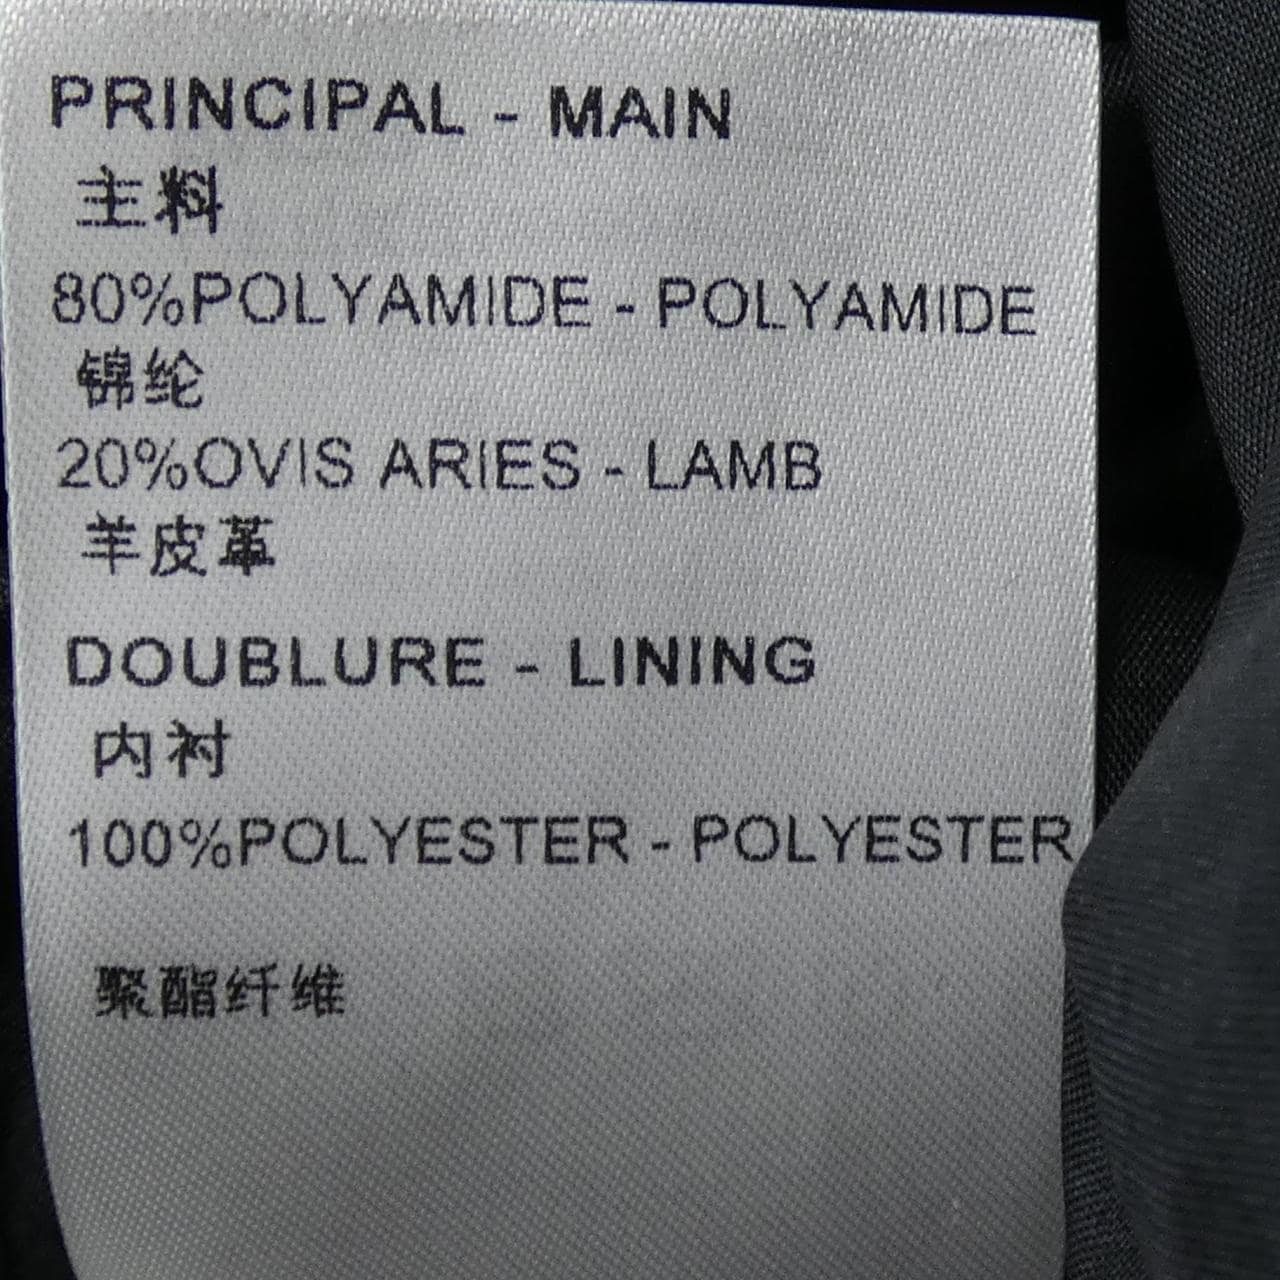 PRINCIPAL - MAIN
主料
80%POLYAMIDE - POLYAMIDE
锦纶
20%OVIS ARIES - LAMB
羊皮革
DOUBLURE - LINING
内衬
100%POLYESTER - POLYESTER
聚酯纤维